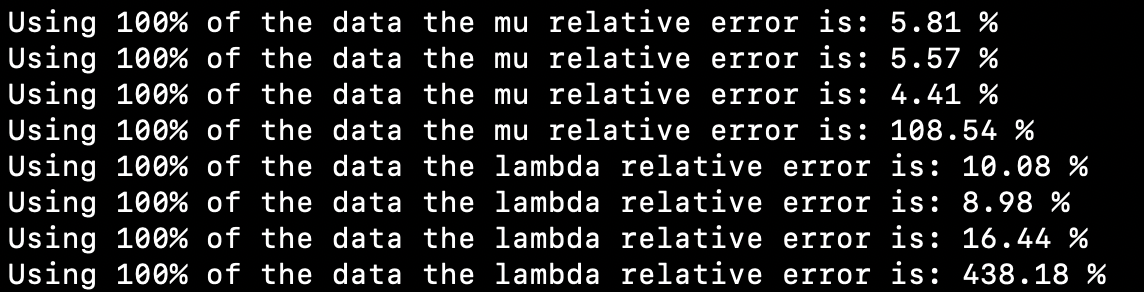 Using 100% of the data the mu relative error is: 5.81 %
Using 100% of the data the mu relative error is: 5.57 %
Using 100% of the data the mu relative error is: 4.41 %
Using 100% of the data the mu relative error is: 108.54 %
Using 100% of the data the lambda relative error is: 10.08 %
Using 100% of the data the lambda relative error is: 8.98 %
Using 100% of the data the lambda relative error is: 16.44 %
Using 100% of the data the lambda relative error is: 438.18 %